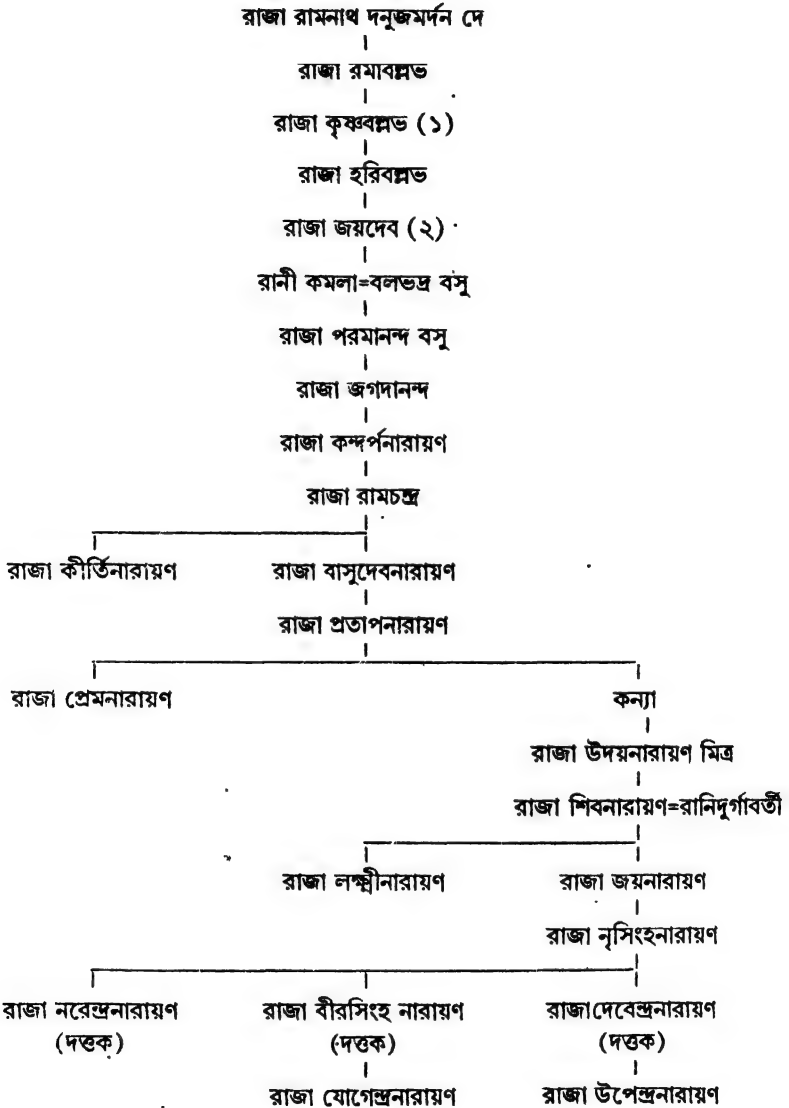 রাজা রামনাথ দনুজমর্দন দে
রাজা রমাবল্লভ
রাজা কৃষ্ণবল্লভ (১)
রাজা হরিবল্লভ
রাজা জয়দেব (২)
রানী কমলা=বলভদ্র বসু
রাজা পরমানন্দ বসু
রাজা জগদানন্দ
রাজা কন্দর্পনারায়ণ
রাজা রামচন্দ্র
রাজা কীর্তিনারায়ণ রাজা বাসুদেবনারায়ণ
রাজা প্রতাপনারায়ণ
রাজা প্রেমনারায়ণ কন্যা
রাজা উদয়নারায়ণ মিত্র
রাজা শিবনারায়ণ=রানিদুর্গাবর্তী
রাজা লক্ষ্মীনারায়ণ রাজা জয়নারায়ণ
রাজা নৃসিংহনারায়ণ
রাজা নরেন্দ্রনারায়ণ রাজা বীরসিংহ নারায়ণ রাজাদেবেন্দ্রনারায়ণ
(দত্তক) (দত্তক) (দত্তক)
রাজা যোগেন্দ্রনারায়ণ রাজা উপেন্দ্রনারায়ণ